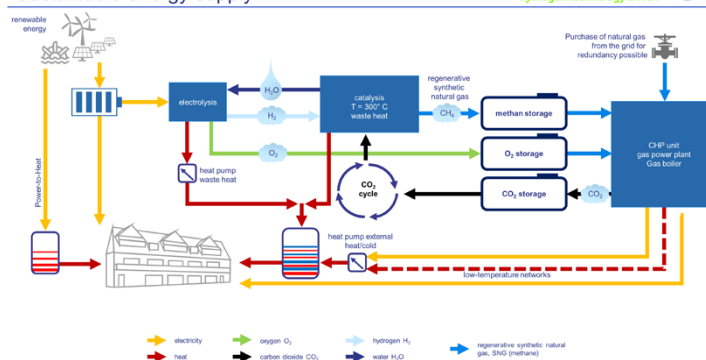 renewable
energy
Purchase of natural gas
from the grid for
redundancy possible
electrolysis
H₂O
H₂
O₂
catalysis
T = 300° C
waste heat
regenerative
synthetic
natural gas
CH₄
methan storage
O₂ storage
CO₂ storage
CO₂
CHP unit
gas power plant
Gas boiler
Power-to-Heat
heat pump
waste heat
CO₂
cycle
heat pump external
heat/cold
low-temperature networks
electricity
oxygen O₂
hydrogen H₂
regenerative synthetic natural
gas, SNG (methane)
heat
carbon dioxide CO₂
water H₂O